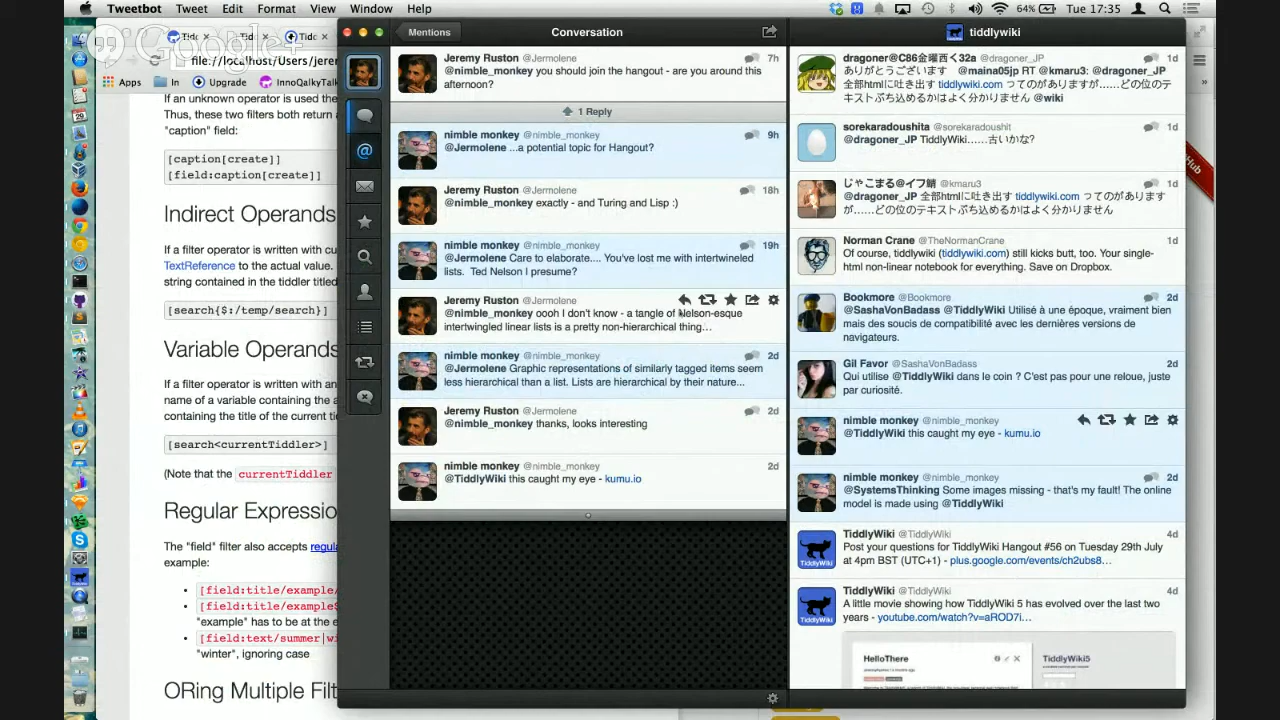 Tweetbot Tweet Edit Format View Window Help
64% Tue 17:35
Google+
file://localhost/Users/jerem
Apps In Upgrade InnoQalkyTalk
If an unknown operator is used the
Thus, these two filters both return a
"caption" field:
[caption[create]]
[field:caption[create]]
Indirect Operands
If a filter operator is written with cu
TextReference to the actual value.
string contained in the tiddler titled
[search{$:/temp/search}]
Variable Operands
If a filter operator is written with an
name of a variable containing the a
containing the title of the current tic
[search<currentTiddler>]
(Note that the currentTiddler
Regular Expressio
The "field" filter also accepts regula
example:
[field:title/example/
[field:title/example$
"example" has to be at the e
[field:text/summer|wi
"winter", ignoring case
ORing Multiple Filt
Mentions
Conversation
Jeremy Ruston @Jermolene 7h
@nimble_monkey you should join the hangout - are you around this
afternoon?
1 Reply
nimble monkey @nimble_monkey 9h
@Jermolene ...a potential topic for Hangout?
Jeremy Ruston @Jermolene 18h
@nimble_monkey exactly - and Turing and Lisp :)
nimble monkey @nimble_monkey 19h
@Jermolene Care to elaborate.... You've lost me with intertwineled
lists. Ted Nelson I presume?
Jeremy Ruston @Jermolene
@nimble_monkey oooh I don't know - a tangle of Nelson-esque
intertwingled linear lists is a pretty non-hierarchical thing…
nimble monkey @nimble_monkey 2d
@Jermolene Graphic representations of similarly tagged items seem
less hierarchical than a list. Lists are hierarchical by their nature...
Jeremy Ruston @Jermolene 2d
@nimble_monkey thanks, looks interesting
nimble monkey @nimble_monkey 2d
@TiddlyWiki this caught my eye - kumu.io
tiddlywiki
dragoner@C86金曜西く32a @dragoner_JP 1d
ありがとうございます @maina05jp RT @kmaru3: @dragoner_JP
全部htmlに吐き出す tiddlywiki.com ってのがありますが……どの位のテ
キストぶち込めるかはよく分かりません @wiki
sorekaradoushita @sorekaradoushit 1d
@dragoner_JP TiddlyWiki……古いかな?
じゃこまる@イフ鯖 @kmaru3 1d
@dragoner_JP 全部htmlに吐き出す tiddlywiki.com ってのがあります
が……どの位のテキストぶち込めるかはよく分かりません
Norman Crane @TheNormanCrane 1d
Of course, tiddlywiki (tiddlywiki.com) still kicks butt, too. Your single-
html non-linear notebook for everything. Save on Dropbox.
Bookmore @Bookmore 2d
@SashaVonBadass @TiddlyWiki Utilisé à une époque, vraiment bien
mais des soucis de compatibilité avec les dernières versions de
navigateurs.
Gil Favor @SashaVonBadass 2d
Qui utilise @TiddlyWiki dans le coin ? C'est pas pour une reloue, juste
par curiosité.
nimble monkey @nimble_monkey
@TiddlyWiki this caught my eye - kumu.io
nimble monkey @nimble_monkey 2d
@SystemsThinking Some images missing - that's my fault! The online
model is made using @TiddlyWiki
TiddlyWiki @TiddlyWiki 4d
Post your questions for TiddlyWiki Hangout #56 on Tuesday 29th July
at 4pm BST (UTC+1) - plus.google.com/events/ch2ubs8…
TiddlyWiki @TiddlyWiki 4d
A little movie showing how TiddlyWiki 5 has evolved over the last two
years - youtube.com/watch?v=aROD7i…
HelloThere
TiddlyWiki5
Hub